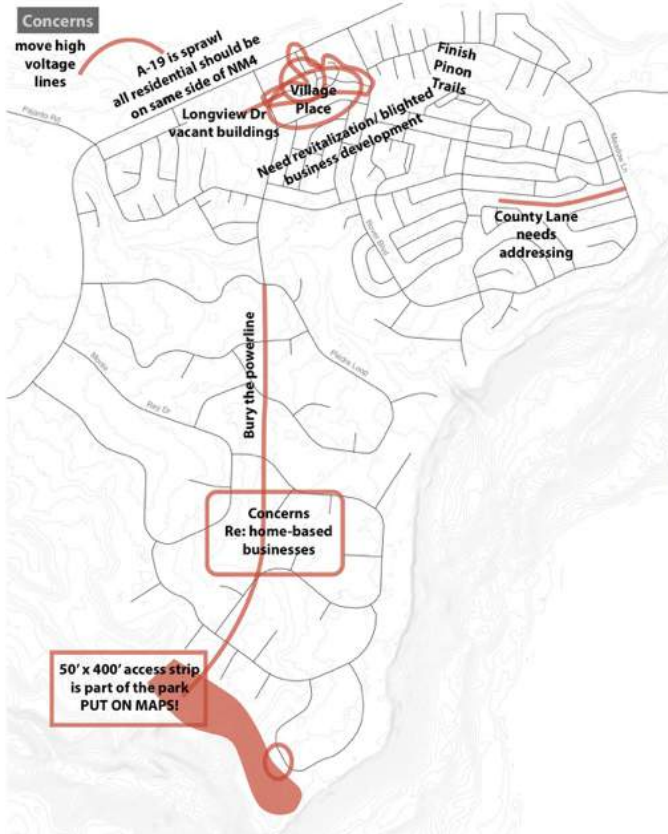 Concerns
move high
voltage
lines
A-19 is sprawl
all residential should be
on same side of NM4
Village
Place
Longview Dr
vacant buildings
Finish
Pinon
Trails
Need revitalization/ blighted
business development
Pajarito Rd
Meadow Ln
Rover Blvd
County Lane
needs
addressing
Bury the powerline
Piedra Loop
Monte
Rey Dr
Concerns
Re: home-based
businesses
50' x 400' access strip
is part of the park
PUT ON MAPS!